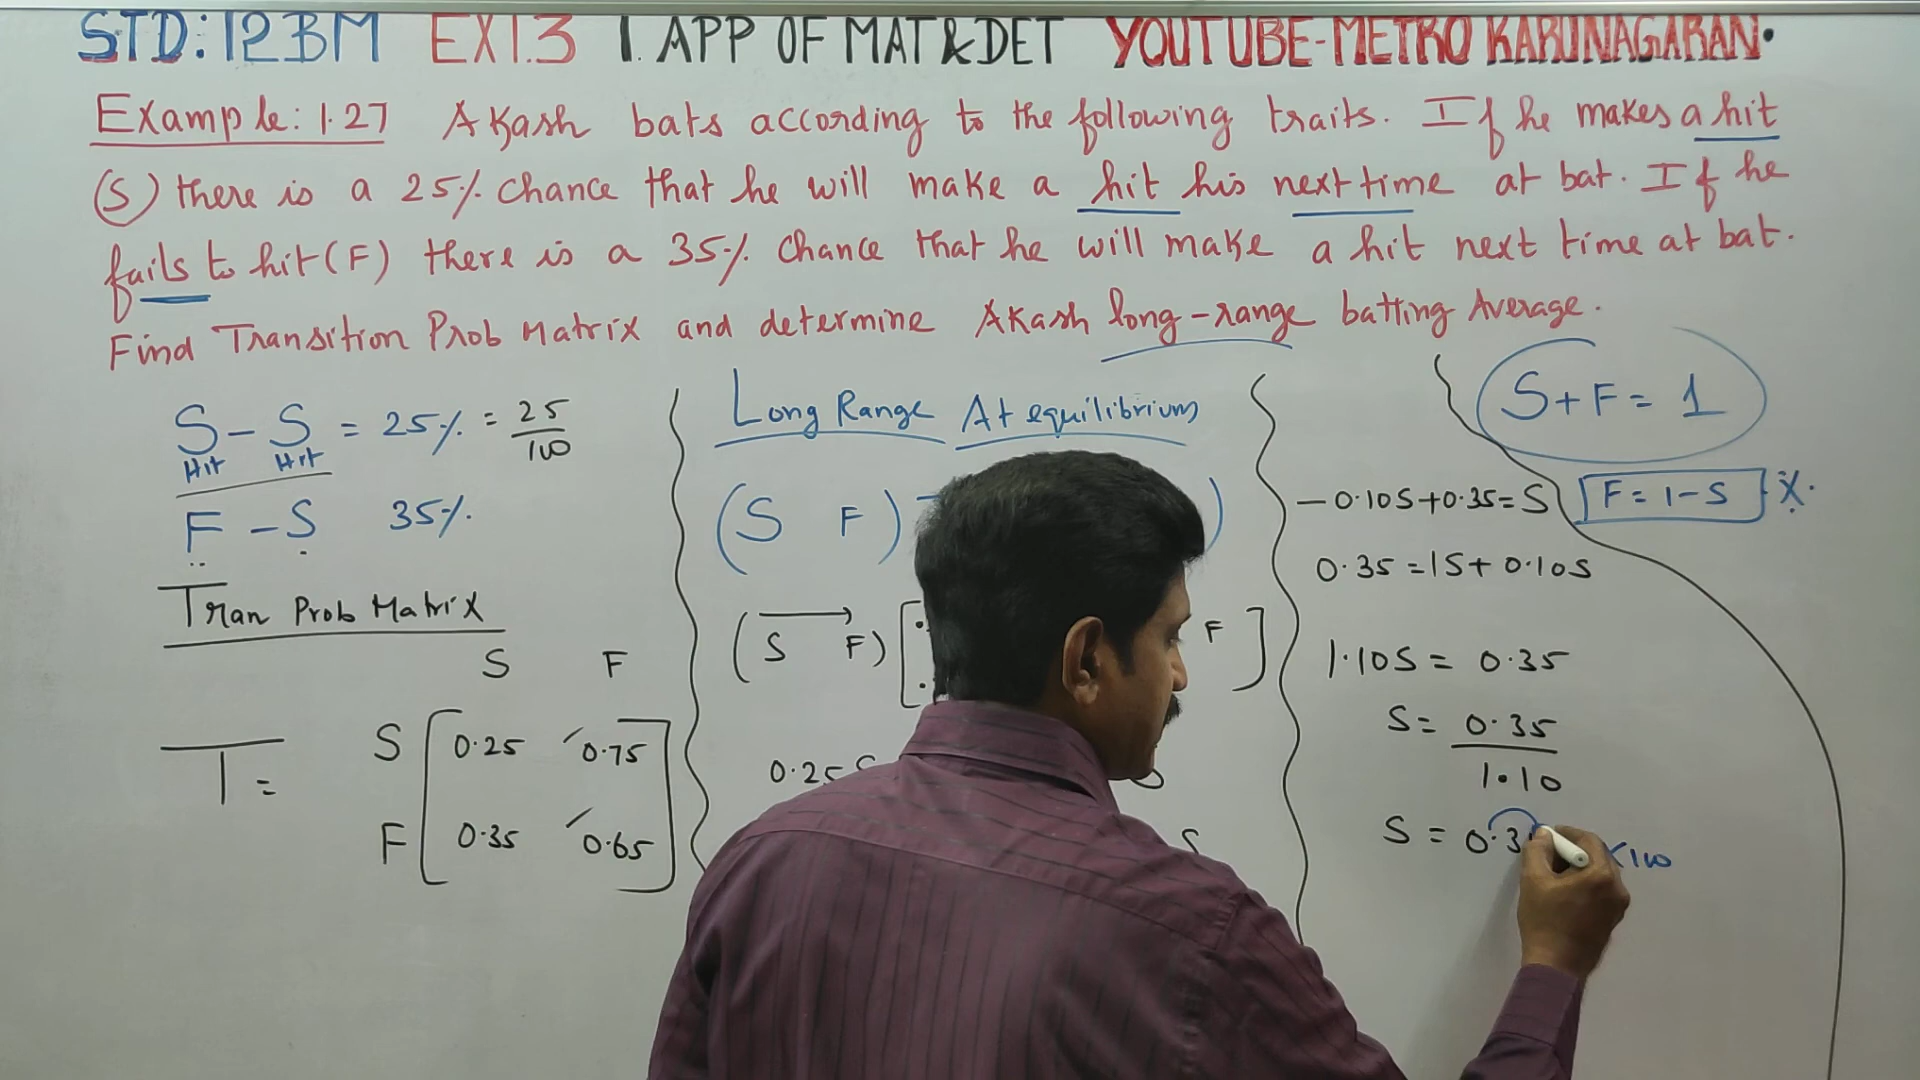 STD:12BM EX1.3 1. APP OF MAT&DET YOUTUBE-METRO KARUNAGARAN.
Example: 1.27 Akash bats according to the following traits. If he makes a hit
(S) there is a 25% chance that he will make a hit his next time at bat. If he
fails to hit (F) there is a 35% chance that he will make a hit next time at bat.
Find Transition Prob Matrix and determine Akash long-range batting Average.
S - S = 25% = 25/100
Hit Hit
F - S 35%
Tran Prob Matrix
S F
T = S 0.25 0.75
F 0.35 0.65
Long Range At equilibrium
(S F) )
(S F) [ F ]
0.25 S
S
S+F = 1
F = 1-S
-0.10S+0.35=S
0.35 = 1S + 0.10S
1.10S = 0.35
S = 0.35/1.10
S = 0.3 ×100